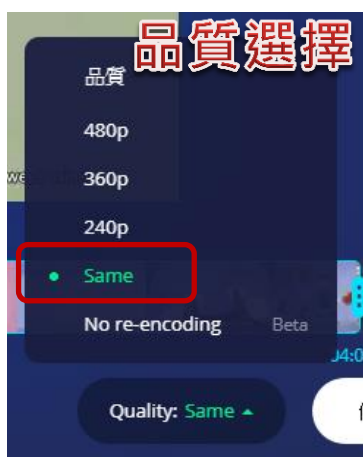 品質選擇
品質
480p
360p
240p
Same
No re-encoding Beta
Quality: Same